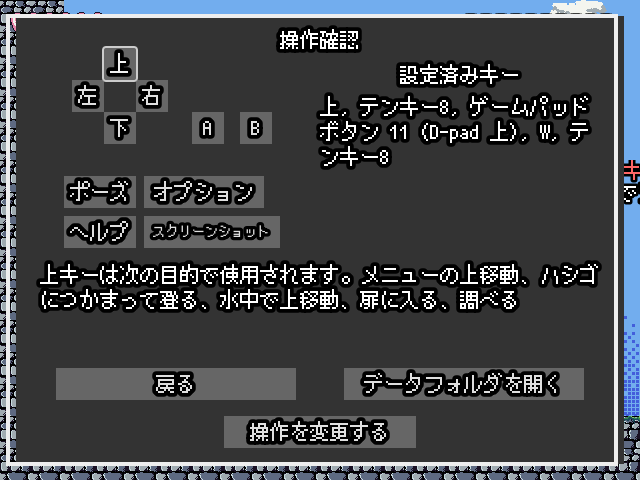 操作確認
上
左
右
下
A
B
設定済みキー
上, テンキー8, ゲームパッド
ボタン 11 (D-pad 上), W, テ
ンキー8
ポーズ
オプション
ヘルプ
スクリーンショット
上キーは次の目的で使用されます。メニューの上移動、ハシゴ
につかまって登る、水中で上移動、扉に入る、調べる
戻る
データフォルダを開く
操作を変更する